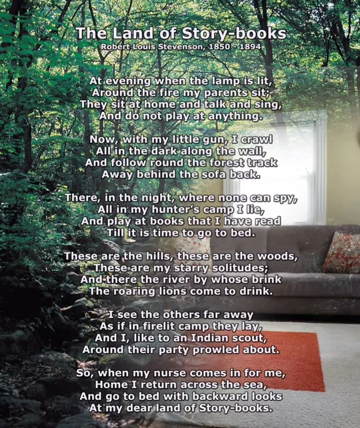 The Land of Story-books
Robert Louis Stevenson, 1850 - 1894
At evening when the lamp is lit,
Around the fire my parents sit;
They sit at home and talk and sing,
And do not play at anything.
Now, with my little gun, I crawl
All in the dark along the wall,
And follow round the forest track
Away behind the sofa back.
There, in the night, where none can spy,
All in my hunter's camp I lie,
And play at books that I have read
Till it is time to go to bed.
These are the hills, these are the woods,
These are my starry solitudes;
And there the river by whose brink
The roaring lions come to drink.
I see the others far away
As if in firelit camp they lay,
And I, like to an Indian scout,
Around their party prowled about.
So, when my nurse comes in for me,
Home I return across the sea,
And go to bed with backward looks
At my dear land of Story-books.